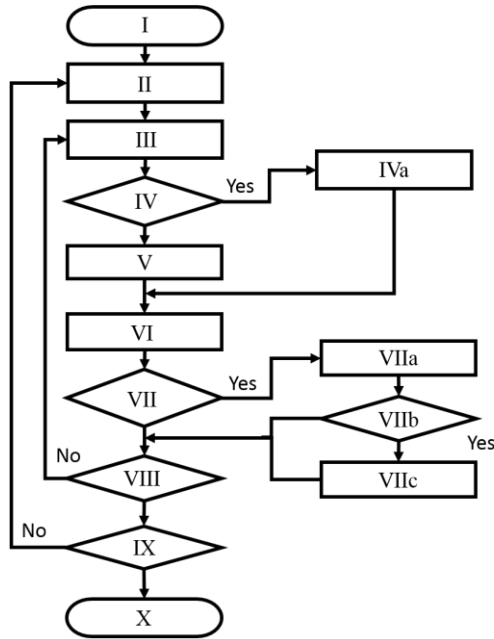 I
II
III
IV
Yes
IVa
V
VI
VII
Yes
VIIa
VIIb
Yes
VIIc
No
VIII
No
IX
X